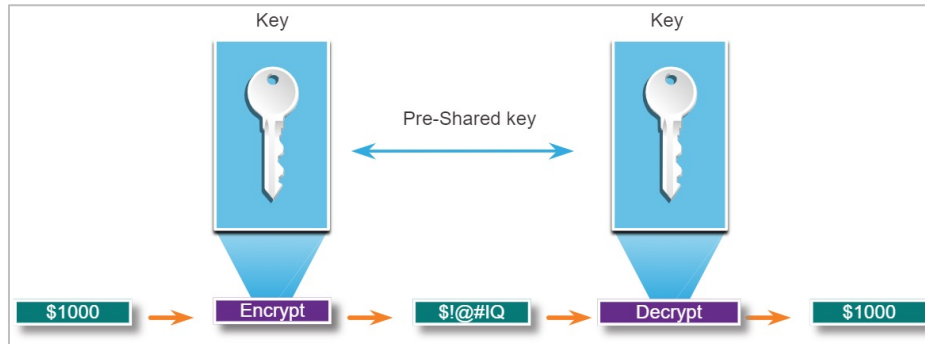 Key
Key
Pre-Shared key
$1000
Encrypt
$!@#IQ
Decrypt
$1000